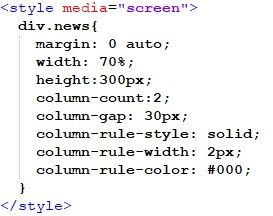 <style media="screen">
div.news{
margin: 0 auto;
width: 70%;
height:300px;
column-count:2;
column-gap: 30px;
column-rule-style: solid;
column-rule-width: 2px;
column-rule-color: #000;
}
</style>